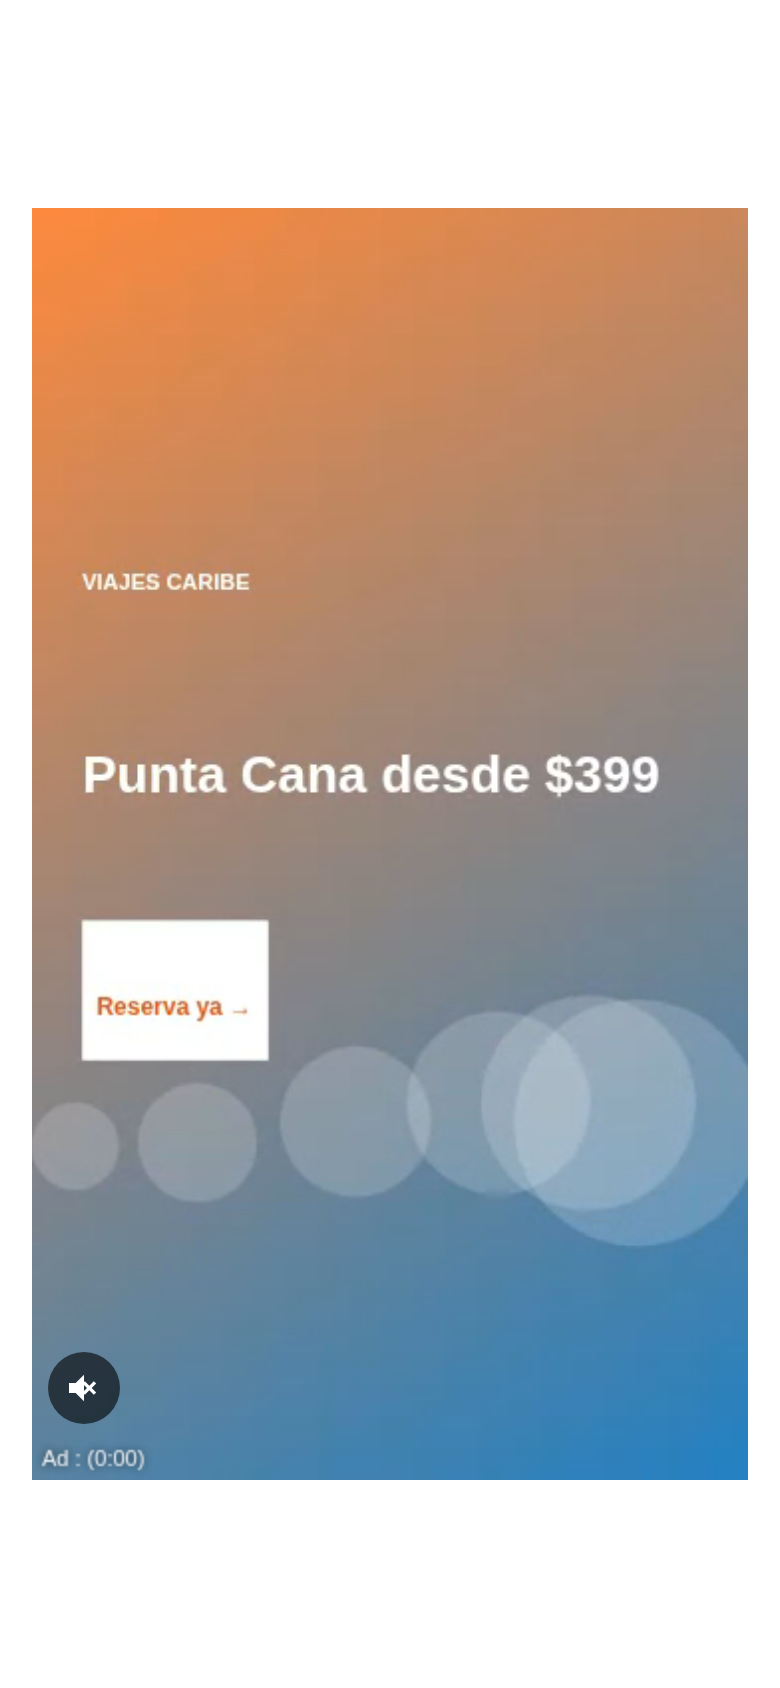 VIAJES CARIBE
Punta Cana desde $399
Reserva ya →
Ad : (0:00)